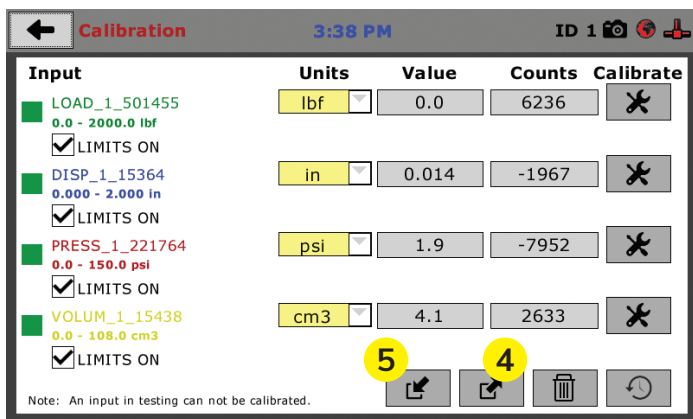 Calibration 3:38 PM ID 1
Input Units Value Counts Calibrate
LOAD_1_501455 lbf 0.0 6236
0.0 - 2000.0 lbf
LIMITS ON
DISP_1_15364 in 0.014 -1967
0.000 - 2.000 in
LIMITS ON
PRESS_1_221764 psi 1.9 -7952
0.0 - 150.0 psi
LIMITS ON
VOLUM_1_15438 cm3 4.1 2633
0.0 - 108.0 cm3
LIMITS ON
5 4
Note: An input in testing can not be calibrated.